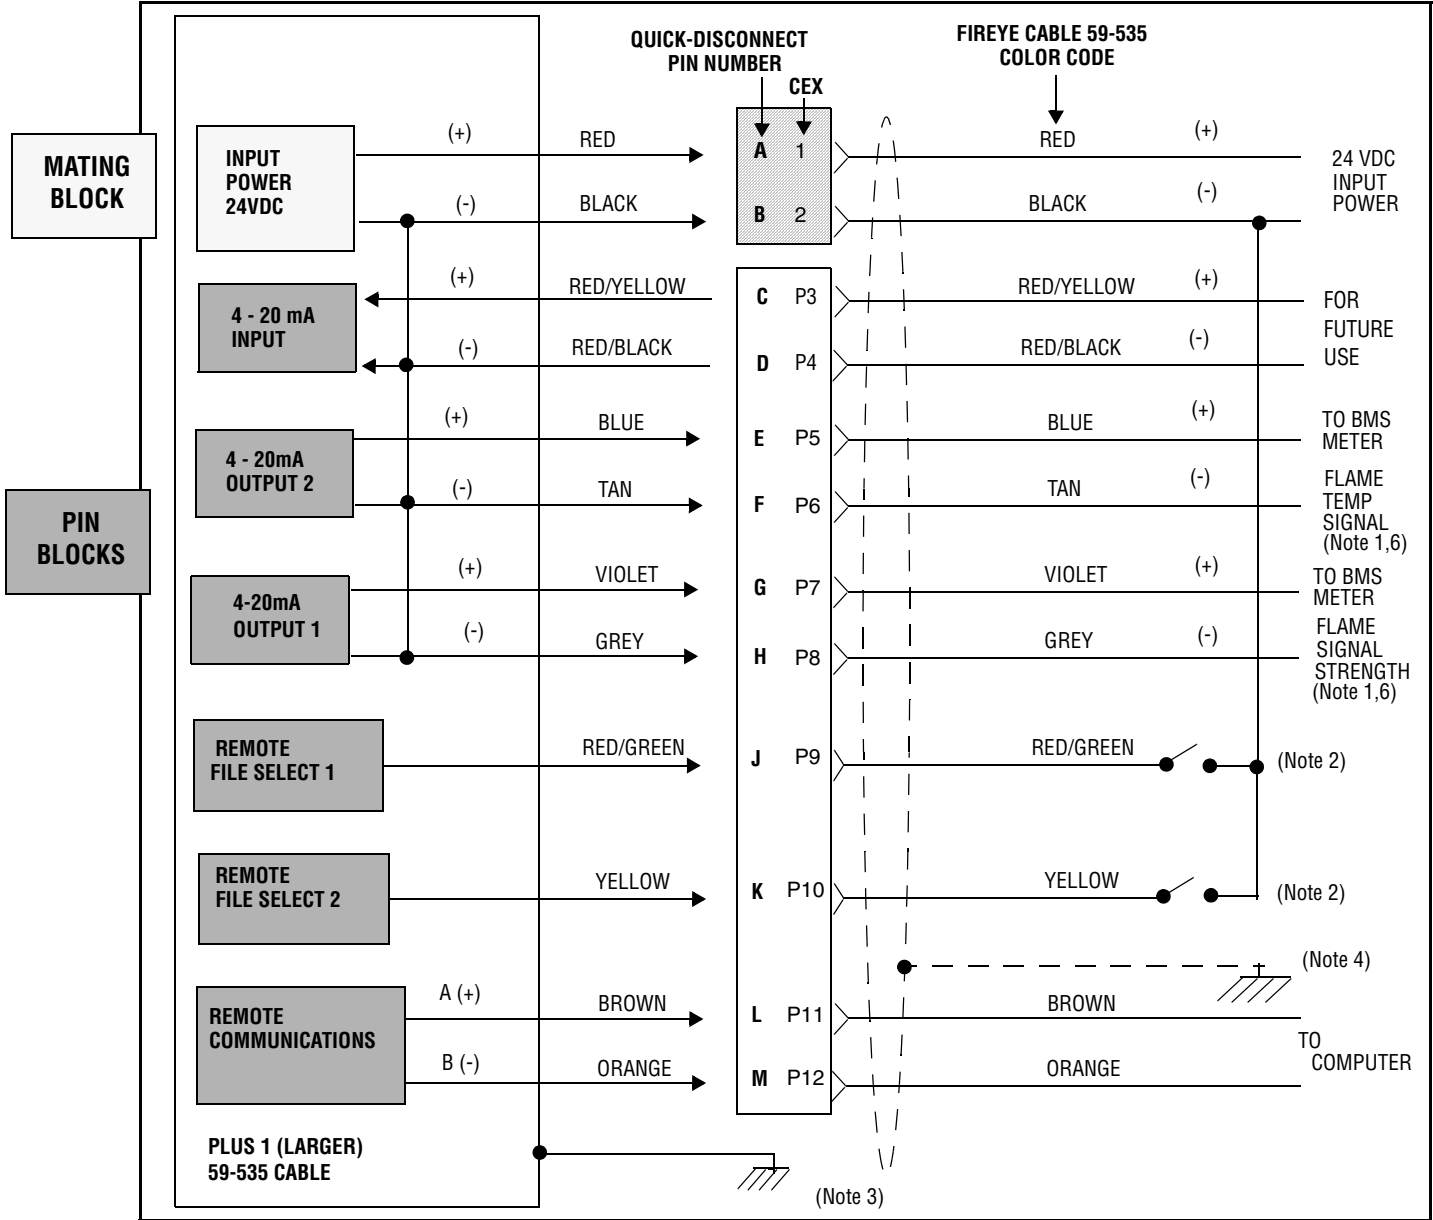 QUICK-DISCONNECT
PIN NUMBER
CEX
FIREYE CABLE 59-535
COLOR CODE
MATING
BLOCK
INPUT
POWER
24VDC
(+)
RED
A 1
RED
(+)
(-)
BLACK
B 2
BLACK
(-)
24 VDC
INPUT
POWER
4 - 20 mA
INPUT
(+)
RED/YELLOW
C P3
RED/YELLOW
(+)
(-)
RED/BLACK
D P4
RED/BLACK
(-)
FOR
FUTURE
USE
PIN
BLOCKS
4 - 20mA
OUTPUT 2
(+)
BLUE
E P5
BLUE
(+)
TO BMS
METER
(-)
TAN
F P6
TAN
(-)
FLAME
TEMP
SIGNAL
(Note 1,6)
4-20mA
OUTPUT 1
(+)
VIOLET
G P7
VIOLET
(+)
TO BMS
METER
(-)
GREY
H P8
GREY
(-)
FLAME
SIGNAL
STRENGTH
(Note 1,6)
REMOTE
FILE SELECT 1
RED/GREEN
J P9
RED/GREEN
(Note 2)
REMOTE
FILE SELECT 2
YELLOW
K P10
YELLOW
(Note 2)
(Note 4)
REMOTE
COMMUNICATIONS
A (+)
BROWN
L P11
BROWN
B (-)
ORANGE
M P12
ORANGE
TO
COMPUTER
PLUS 1 (LARGER)
59-535 CABLE
(Note 3)